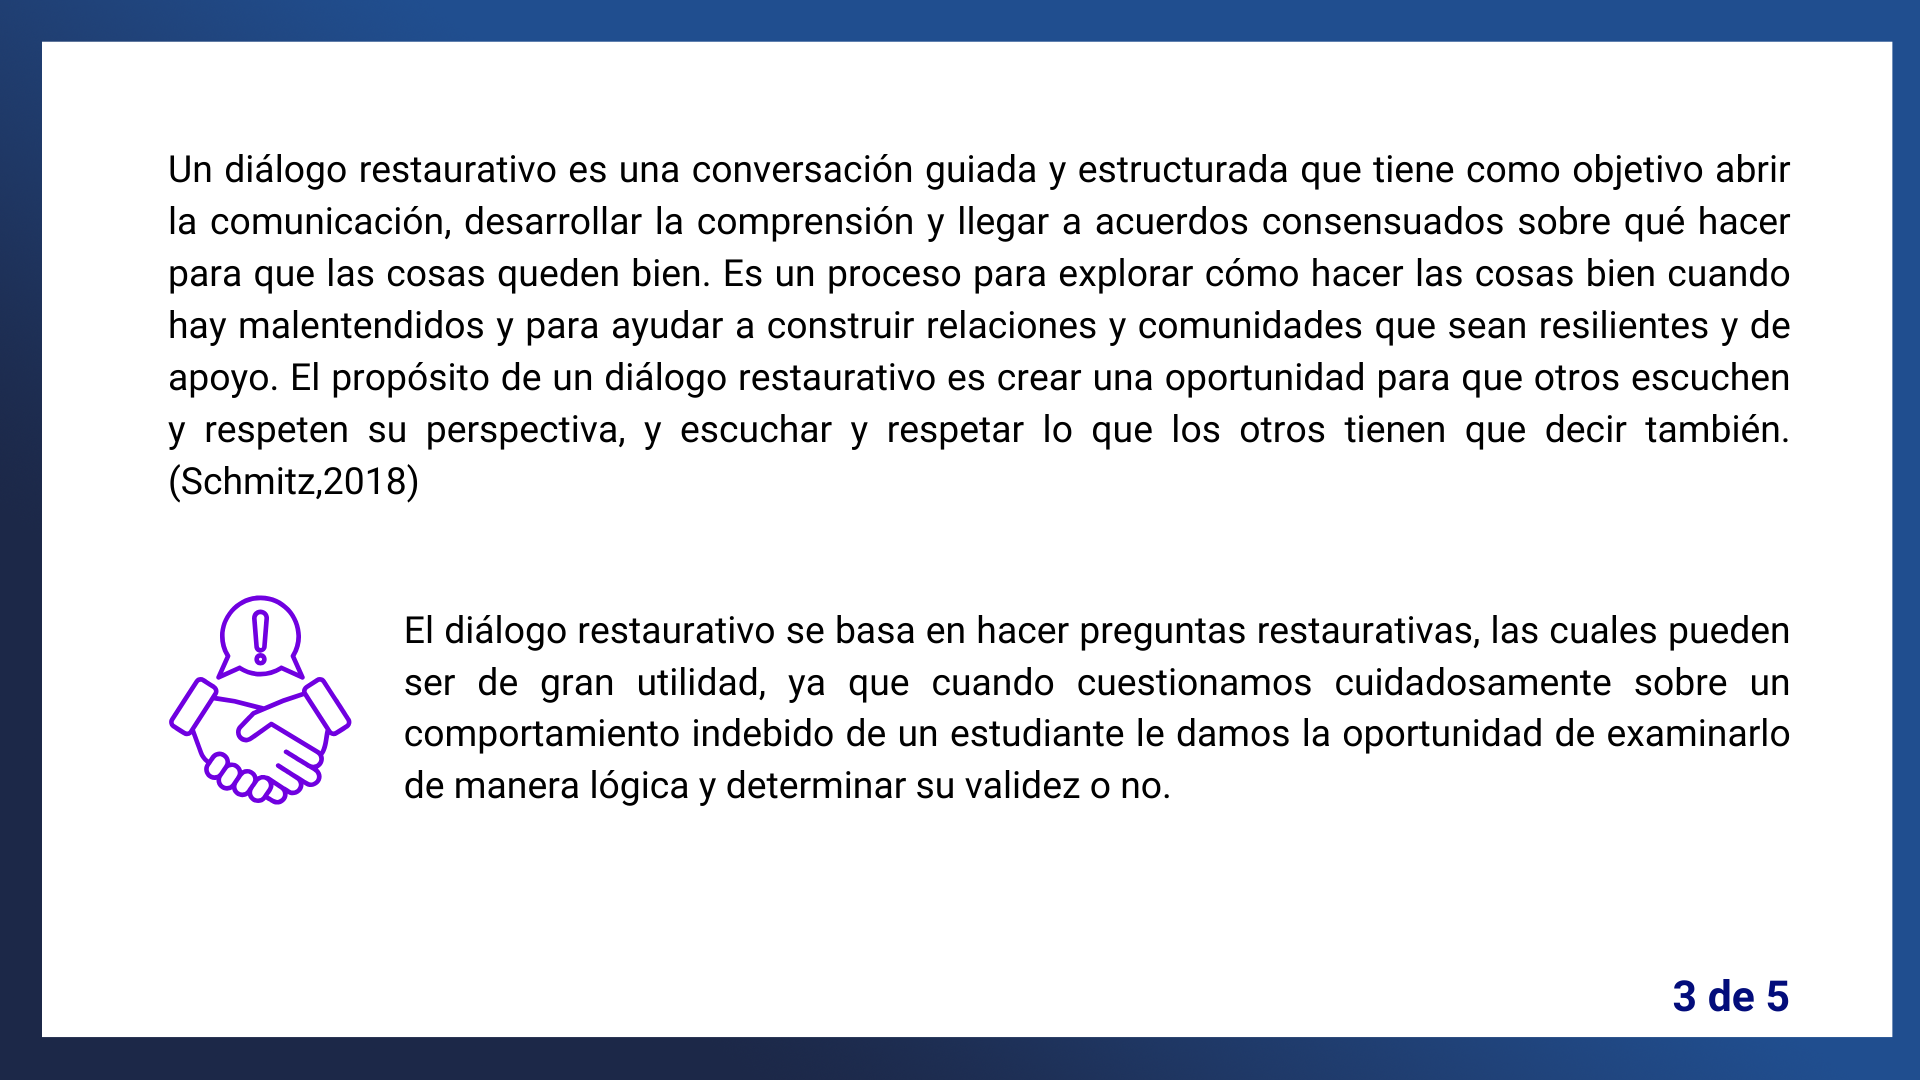 Un diálogo restaurativo es una conversación guiada y estructurada que tiene como objetivo abrir
la comunicación, desarrollar la comprensión y llegar a acuerdos consensuados sobre qué hacer
para que las cosas queden bien. Es un proceso para explorar cómo hacer las cosas bien cuando
hay malentendidos y para ayudar a construir relaciones y comunidades que sean resilientes y de
apoyo. El propósito de un diálogo restaurativo es crear una oportunidad para que otros escuchen
y respeten su perspectiva, y escuchar y respetar lo que los otros tienen que decir también.
(Schmitz,2018)
El diálogo restaurativo se basa en hacer preguntas restaurativas, las cuales pueden
ser de gran utilidad, ya que cuando cuestionamos cuidadosamente sobre un
comportamiento indebido de un estudiante le damos la oportunidad de examinarlo
de manera lógica y determinar su validez o no.
3 de 5